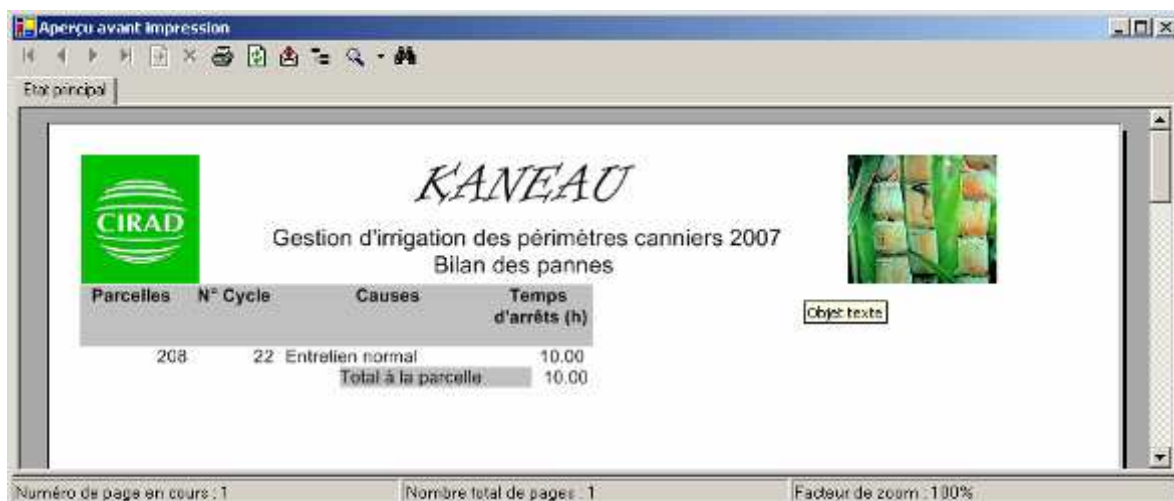 Aperçu avant impression
Etat principal
CIRAD
KANEAU
Gestion d'irrigation des périmètres canniers 2007
Bilan des pannes
Parcelles N° Cycle Causes Temps d'arrêts (h)
208 22 Entretien normal 10.00
Total à la parcelle 10.00
Objet texte
Numéro de page en cours : 1 Nombre total de pages : 1 Facteur de zoom : 100%